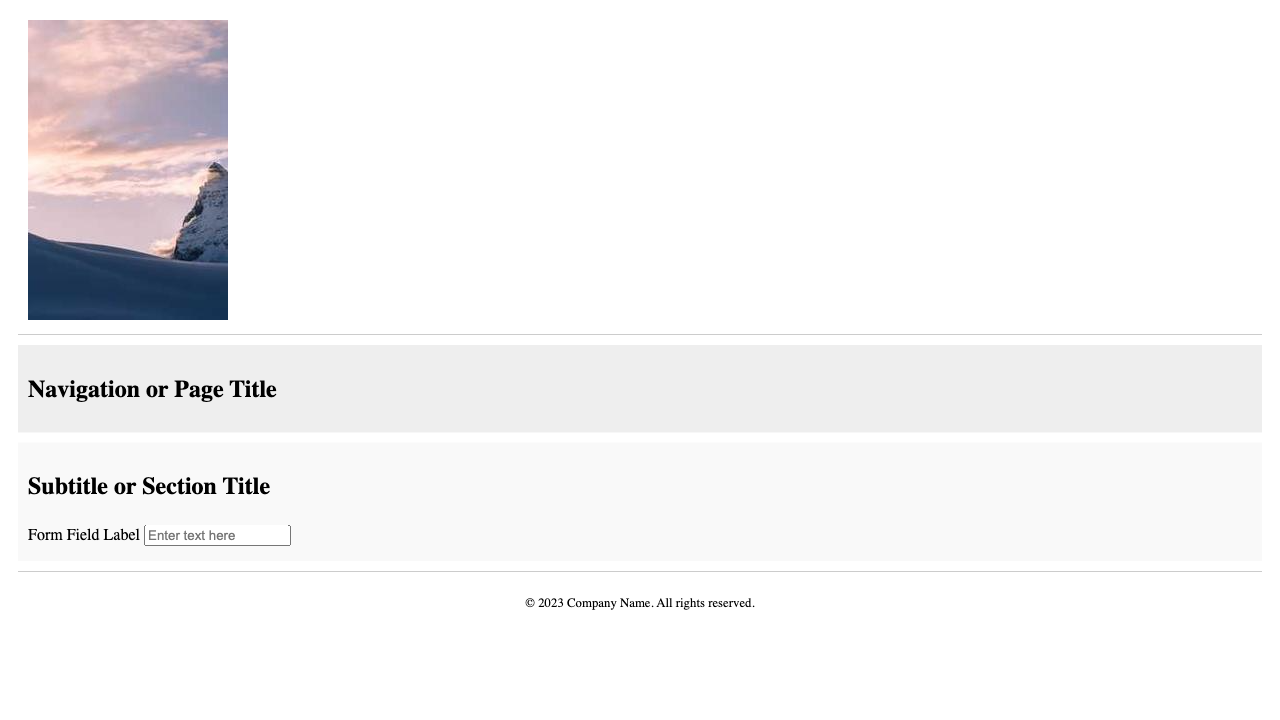 Navigation or Page Title
Subtitle or Section Title
Form Field Label Enter text here
© 2023 Company Name. All rights reserved.